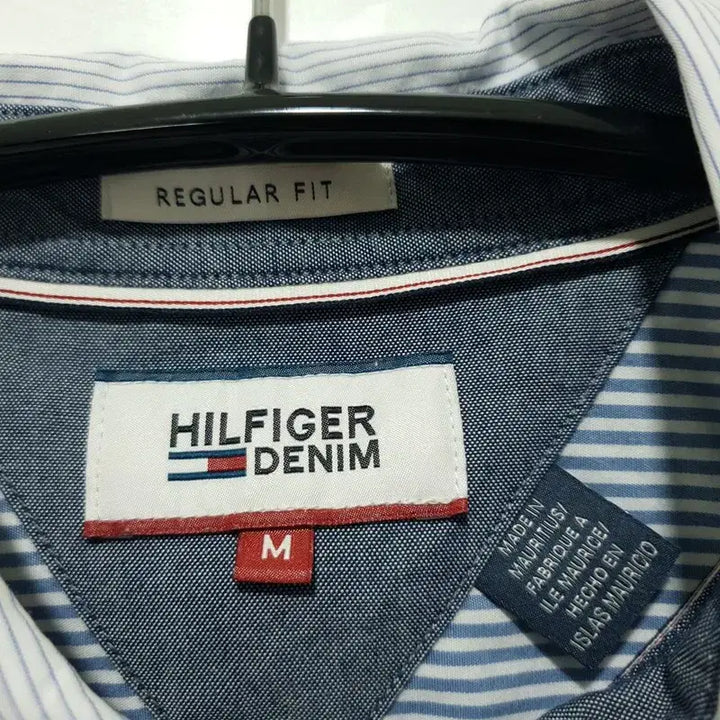 REGULAR FIT
HILFIGER
DENIM
M
MADE IN
MAURITIUS/
FABRIQUE A
ILE MAURICE/
HECHO EN
ISLAS MAURICIO